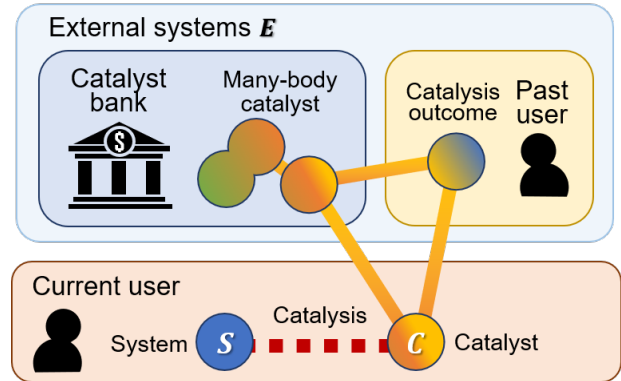 External systems E
Catalyst
bank
$
Many-body
catalyst
Catalysis
outcome
Past
user
Current user
System
S
Catalysis
C
Catalyst